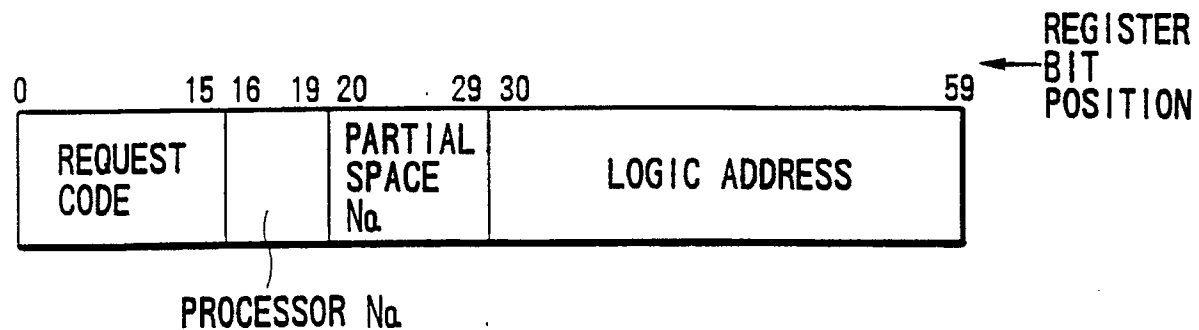 REGISTER
BIT
POSITION
0 15 16 19 20 29 30 59
REQUEST
CODE
PARTIAL
SPACE
No.
LOGIC ADDRESS
PROCESSOR No.